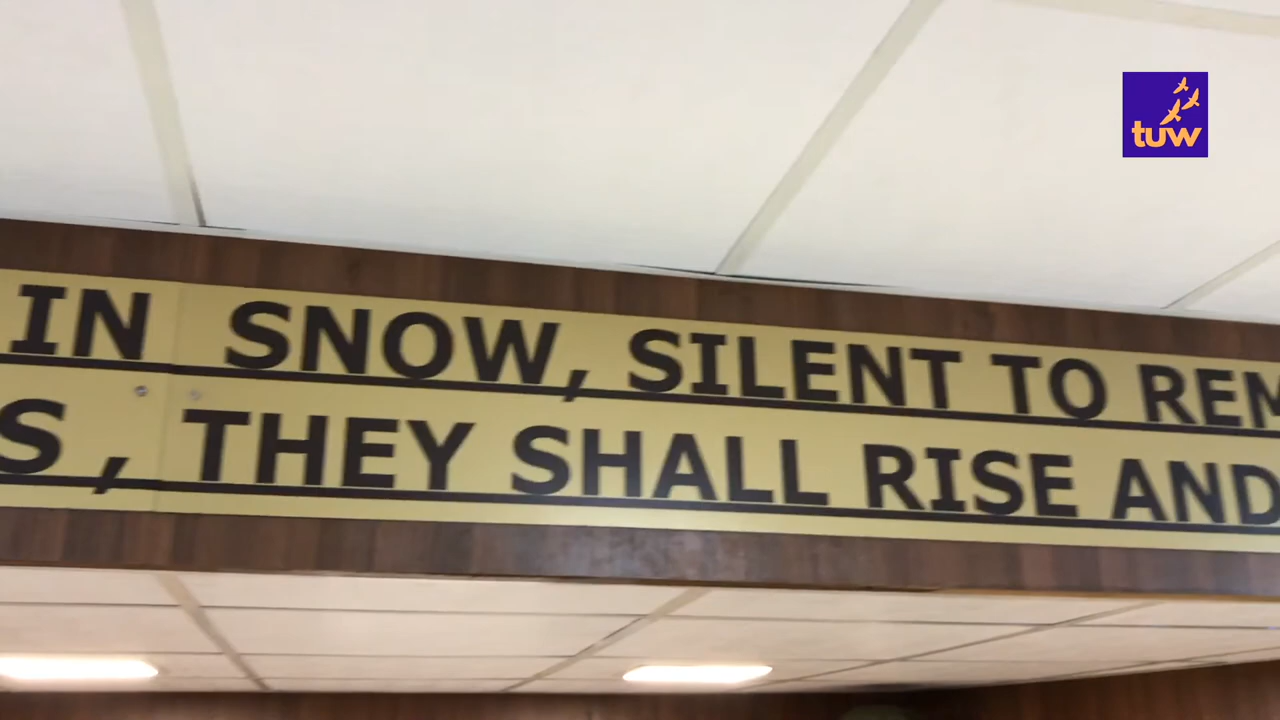 IN SNOW, SILENT TO REM
S , THEY SHALL RISE AND
tuw